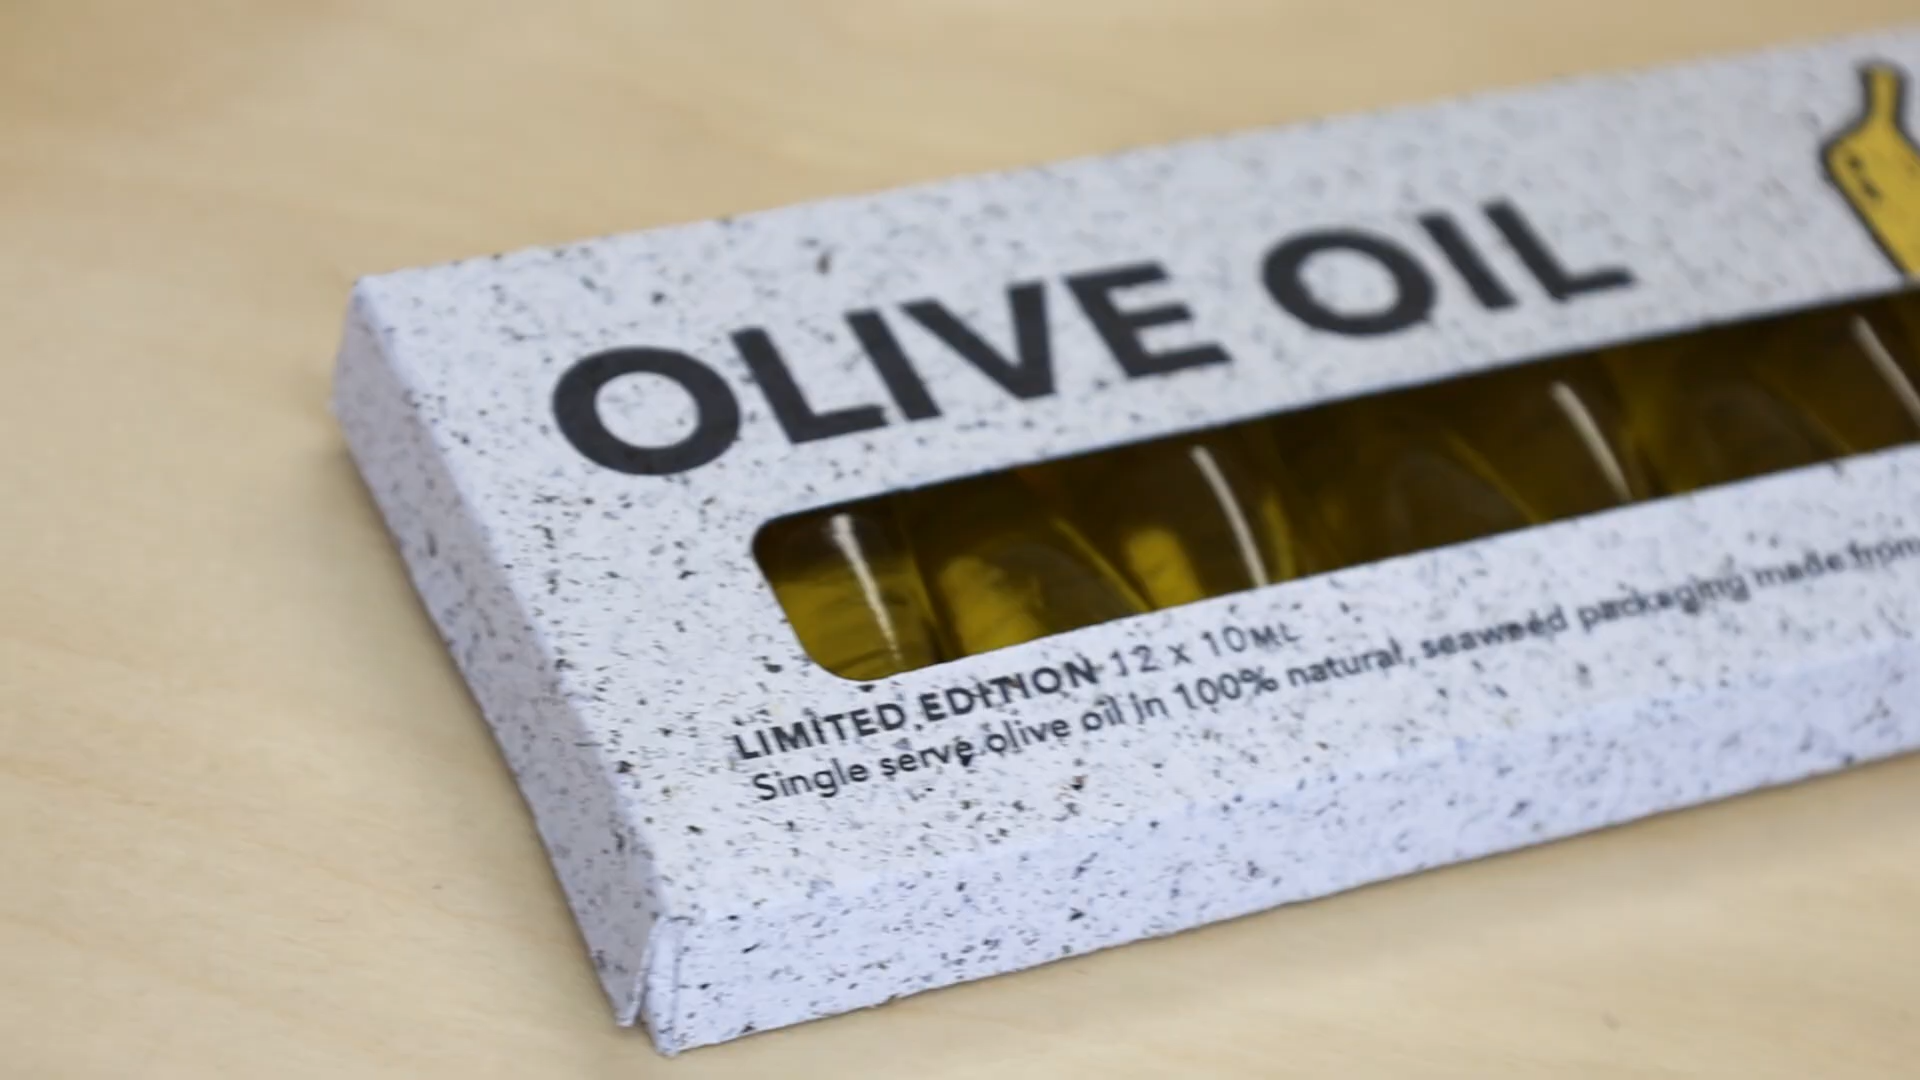 OLIVE OIL
LIMITED EDITION 12 x 10ML
Single serve olive oil in 100% natural, seaweed packaging made from